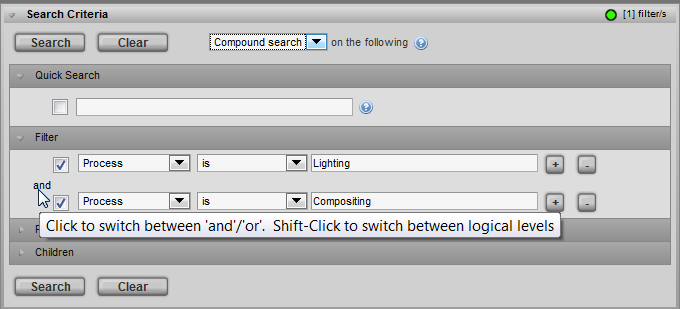 Search Criteria [1] filter/s
Search Clear Compound search on the following ?
Quick Search
?
Filter
Process is Lighting + -
and
Process is Compositing + -
Click to switch between 'and'/'or'. Shift-Click to switch between logical levels
Children
Search Clear